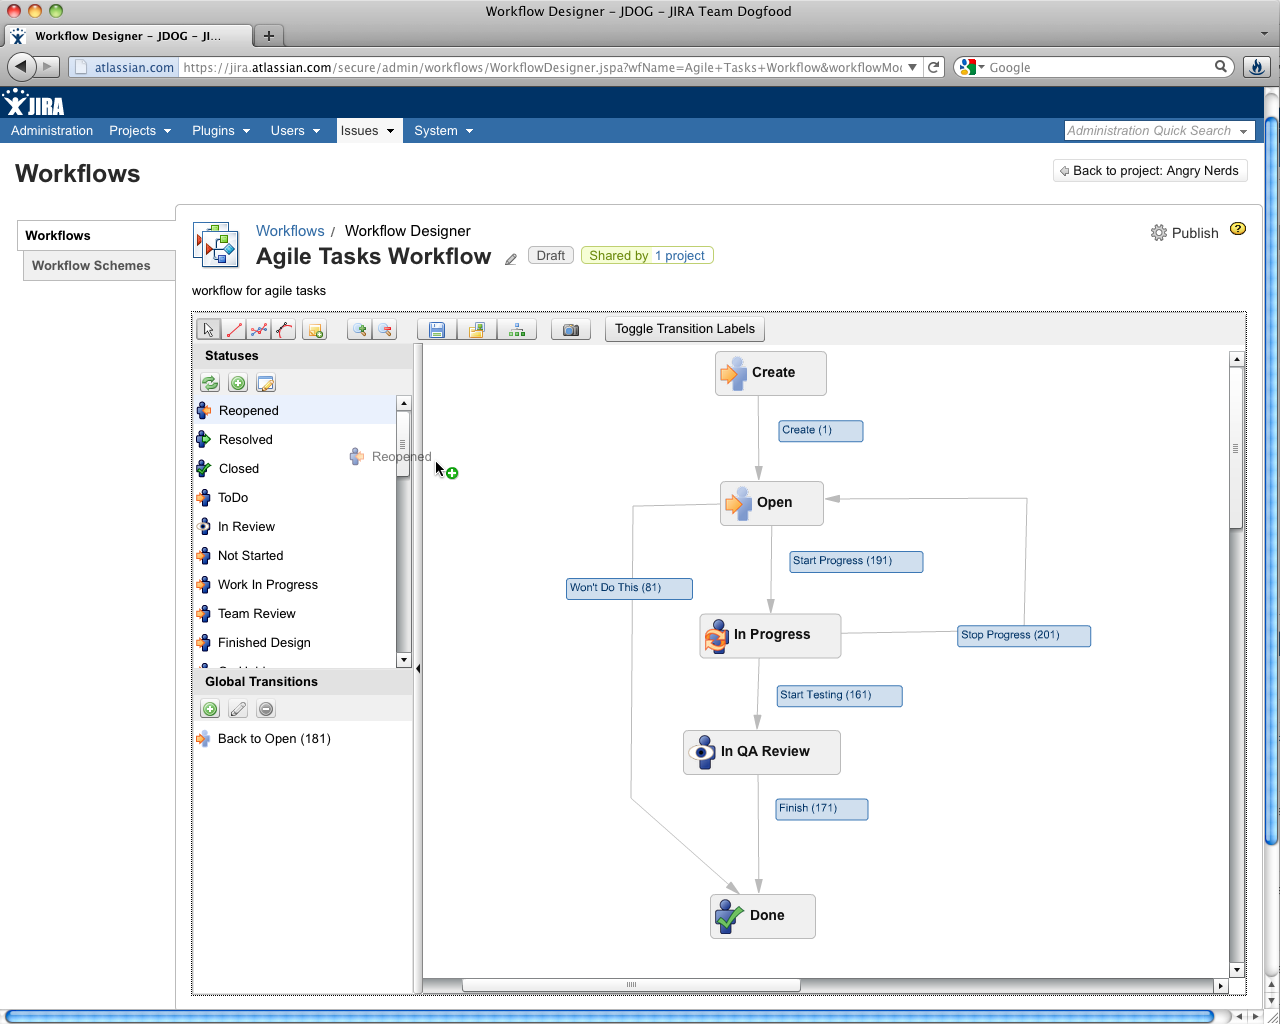 Workflow Designer – JDOG – JIRA Team Dogfood
Workflow Designer – JDOG – JI...
atlassian.com
https://jira.atlassian.com/secure/admin/workflows/WorkflowDesigner.jspa?wfName=Agile+Tasks+Workflow&workflowMo
Google
JIRA
Administration Projects Plugins Users Issues System
Administration Quick Search
Workflows
Back to project: Angry Nerds
Workflows
Workflow Schemes
Workflows / Workflow Designer
Publish
Agile Tasks Workflow
Draft
Shared by 1 project
workflow for agile tasks
Toggle Transition Labels
Statuses
Reopened
Resolved
Reopened
Closed
ToDo
In Review
Not Started
Work In Progress
Team Review
Finished Design
Global Transitions
Back to Open (181)
Create
Create (1)
Open
Start Progress (191)
Won't Do This (81)
In Progress
Stop Progress (201)
Start Testing (161)
In QA Review
Finish (171)
Done